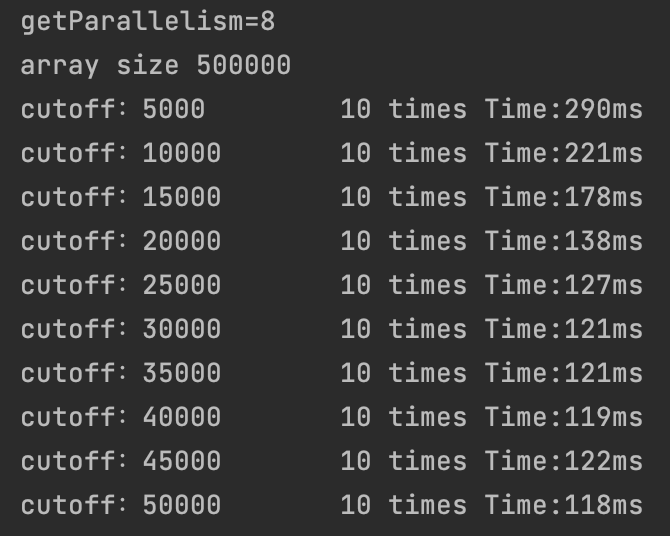 getParallelism=8
array size 500000
cutoff: 5000 10 times Time:290ms
cutoff: 10000 10 times Time:221ms
cutoff: 15000 10 times Time:178ms
cutoff: 20000 10 times Time:138ms
cutoff: 25000 10 times Time:127ms
cutoff: 30000 10 times Time:121ms
cutoff: 35000 10 times Time:121ms
cutoff: 40000 10 times Time:119ms
cutoff: 45000 10 times Time:122ms
cutoff: 50000 10 times Time:118ms